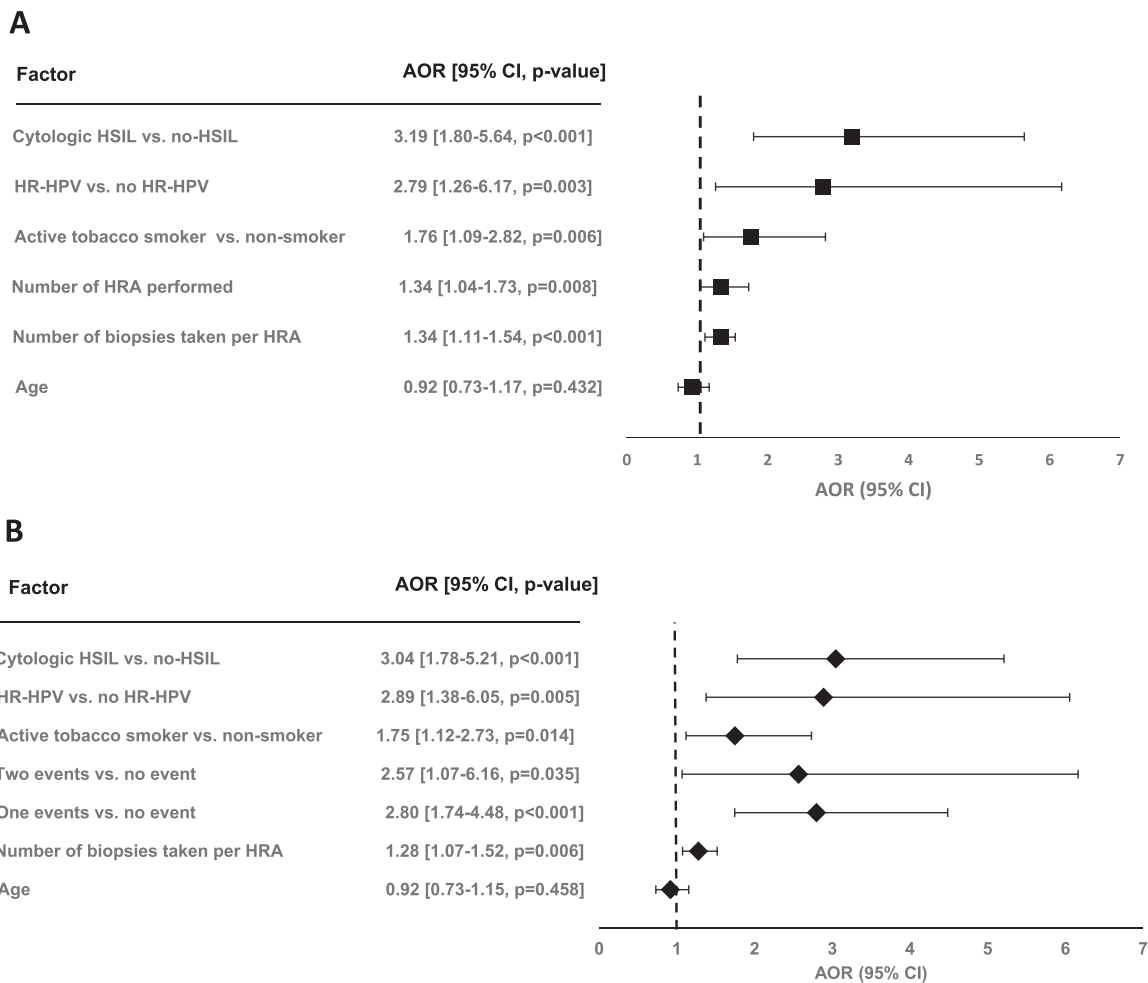 A
Factor AOR [95% CI, p-value]
Cytologic HSIL vs. no-HSIL 3.19 [1.80-5.64, p<0.001]
HR-HPV vs. no HR-HPV 2.79 [1.26-6.17, p=0.003]
Active tobacco smoker vs. non-smoker 1.76 [1.09-2.82, p=0.006]
Number of HRA performed 1.34 [1.04-1.73, p=0.008]
Number of biopsies taken per HRA 1.34 [1.11-1.54, p<0.001]
Age 0.92 [0.73-1.17, p=0.432]
0 1 2 3 4 5 6 7
AOR (95% CI)
B
Factor AOR [95% CI, p-value]
Cytologic HSIL vs. no-HSIL 3.04 [1.78-5.21, p<0.001]
HR-HPV vs. no HR-HPV 2.89 [1.38-6.05, p=0.005]
Active tobacco smoker vs. non-smoker 1.75 [1.12-2.73, p=0.014]
Two events vs. no event 2.57 [1.07-6.16, p=0.035]
One events vs. no event 2.80 [1.74-4.48, p<0.001]
Number of biopsies taken per HRA 1.28 [1.07-1.52, p=0.006]
Age 0.92 [0.73-1.15, p=0.458]
0 1 2 3 4 5 6 7
AOR (95% CI)